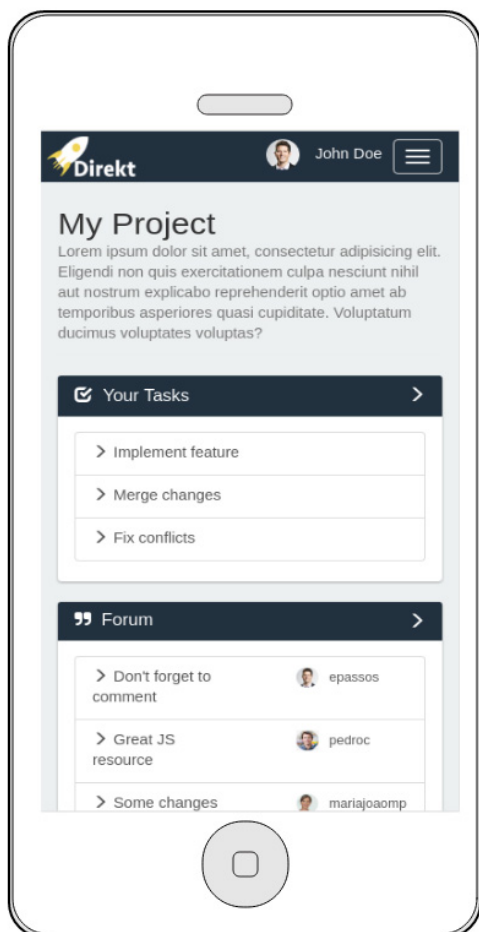 Direkt
John Doe
My Project
Lorem ipsum dolor sit amet, consectetur adipisicing elit.
Eligendi non quis exercitationem culpa nesciunt nihil
aut nostrum explicabo reprehenderit optio amet ab
temporibus asperiores quasi cupiditate. Voluptatum
ducimus voluptates voluptas?
Your Tasks
Implement feature
Merge changes
Fix conflicts
Forum
Don't forget to
comment
epassos
Great JS
resource
pedroc
Some changes
mariajoaomp